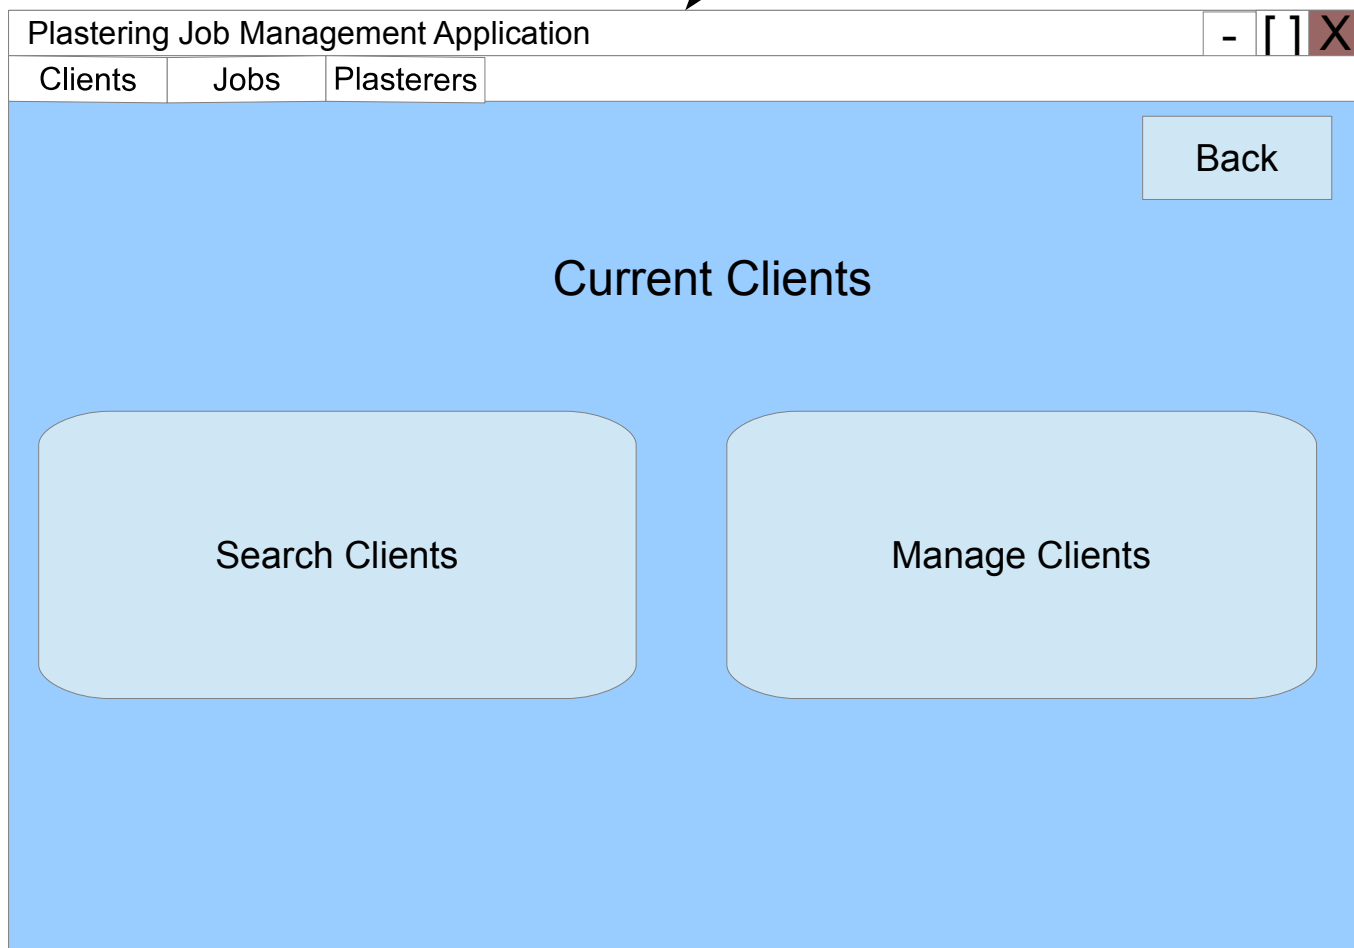 Plastering Job Management Application
- [ ] X
Clients Jobs Plasterers
Back
Current Clients
Search Clients Manage Clients